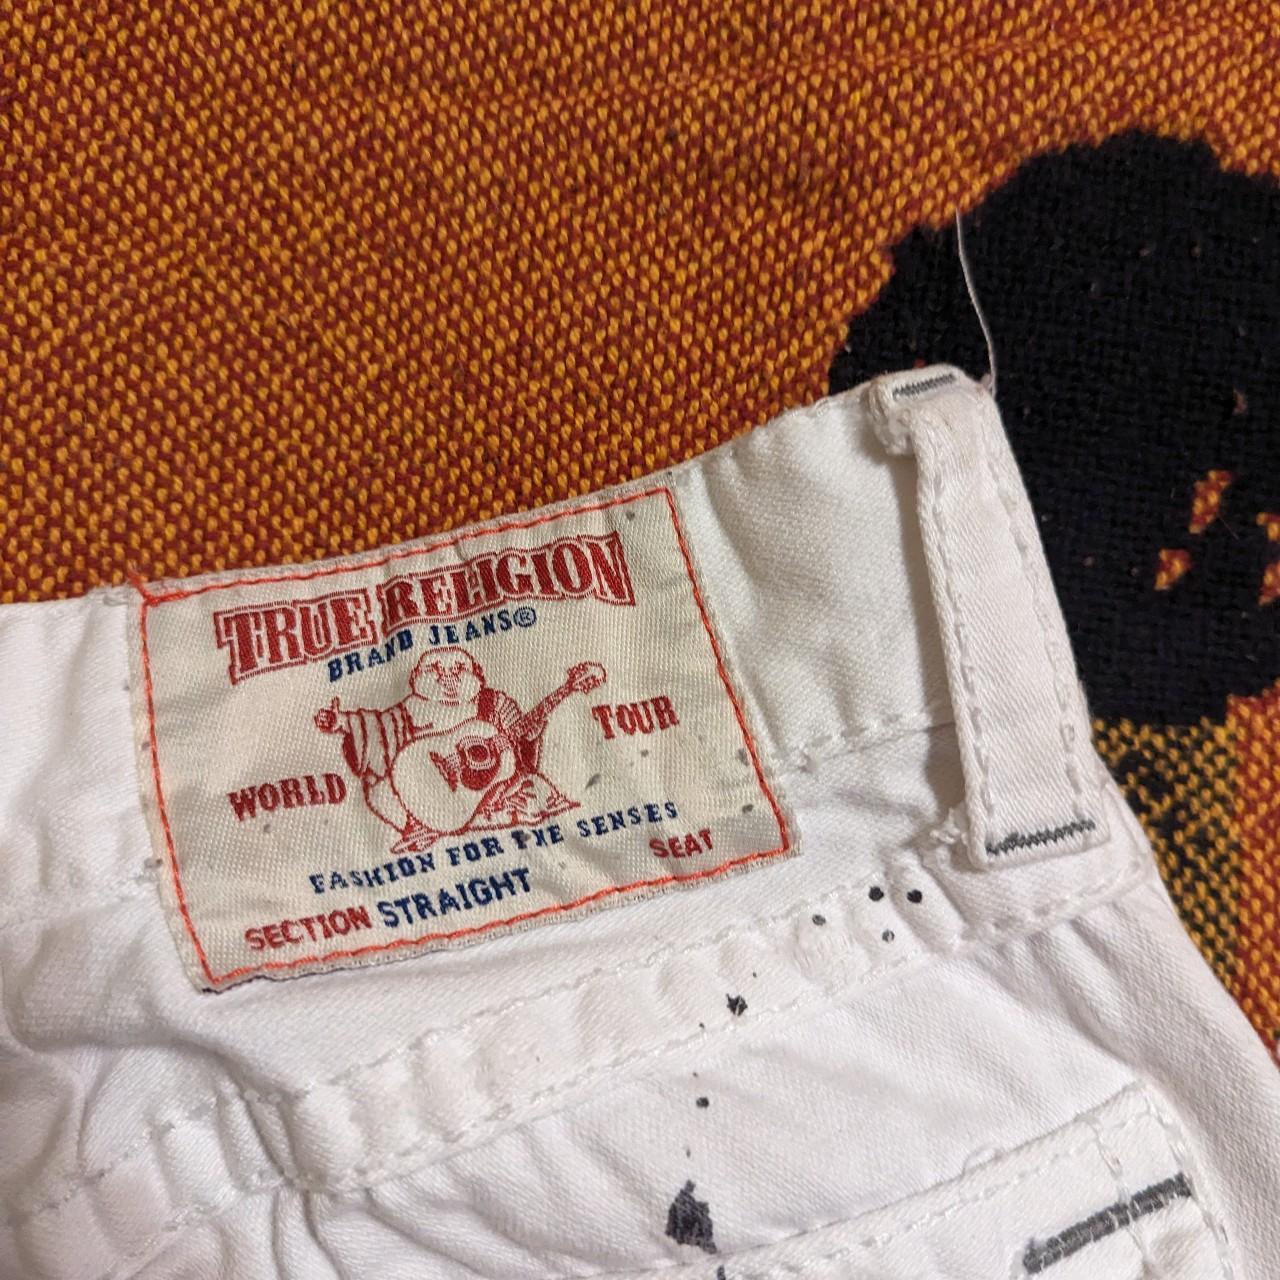 TRUE RELIGION
BRAND JEANS®
WORLD TOUR
FASHION FOR THE SENSES
SECTION STRAIGHT SEAT